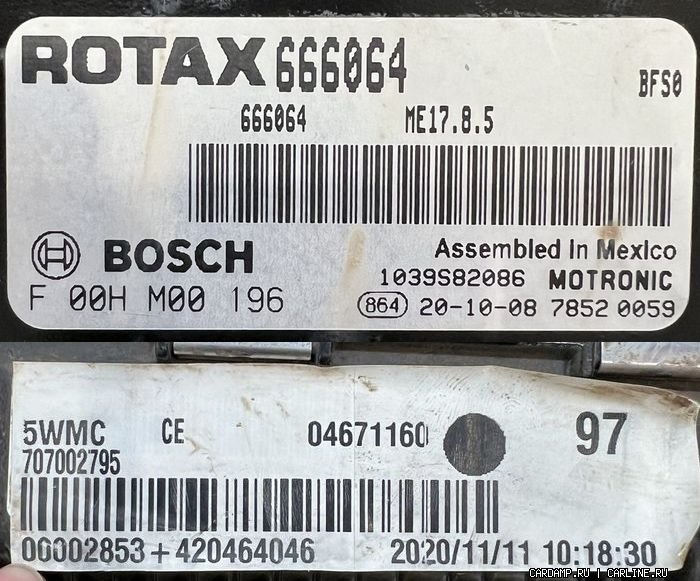 ROTAX 666064
BFS0
666064 ME17.8.5
BOSCH
Assembled in Mexico
1039S82086 MOTRONIC
F 00H M00 196
864 20-10-08 7852 0059
5WMC CE 04671160 97
707002795
00002853+420464046 2020/11/11 10:18:30
CARDAMP.RU | CARLINE.RU